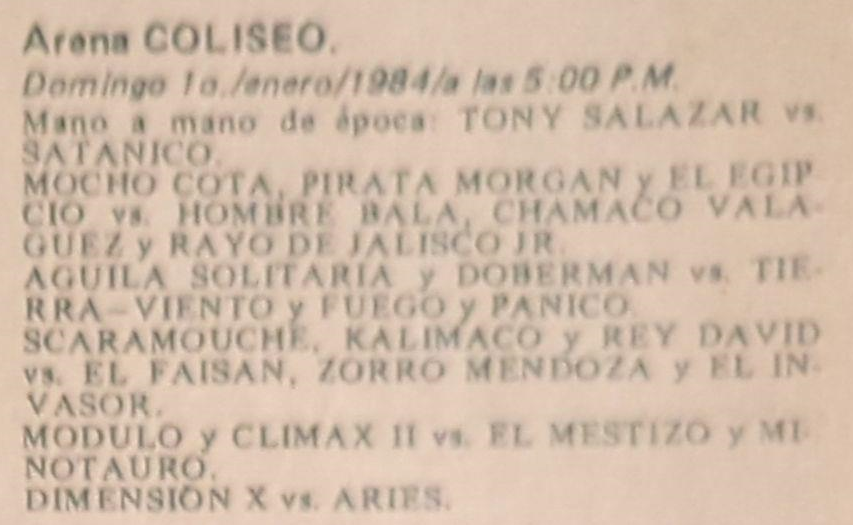 Arena COLISEO.
Domingo 1o./enero/1984/a las 5:00 P.M.
Mano a mano de época: TONY SALAZAR vs.
SATANICO.
MOCHO COTA, PIRATA MORGAN y EL EGIP-
CIO vs. HOMBRE BALA, CHAMACO VALA-
GUEZ y RAYO DE JALISCO JR.
AGUILA SOLITARIA y DOBERMAN vs. TIE-
RRA—VIENTO y FUEGO y PANICO.
SCARAMOUCHE, KALIMACO y REY DAVID
vs. EL FAISAN, ZORRO MENDOZA y EL IN-
VASOR.
MODULO y CLIMAX II vs. EL MESTIZO y MI-
NOTAURO.
DIMENSION X vs. ARIES.